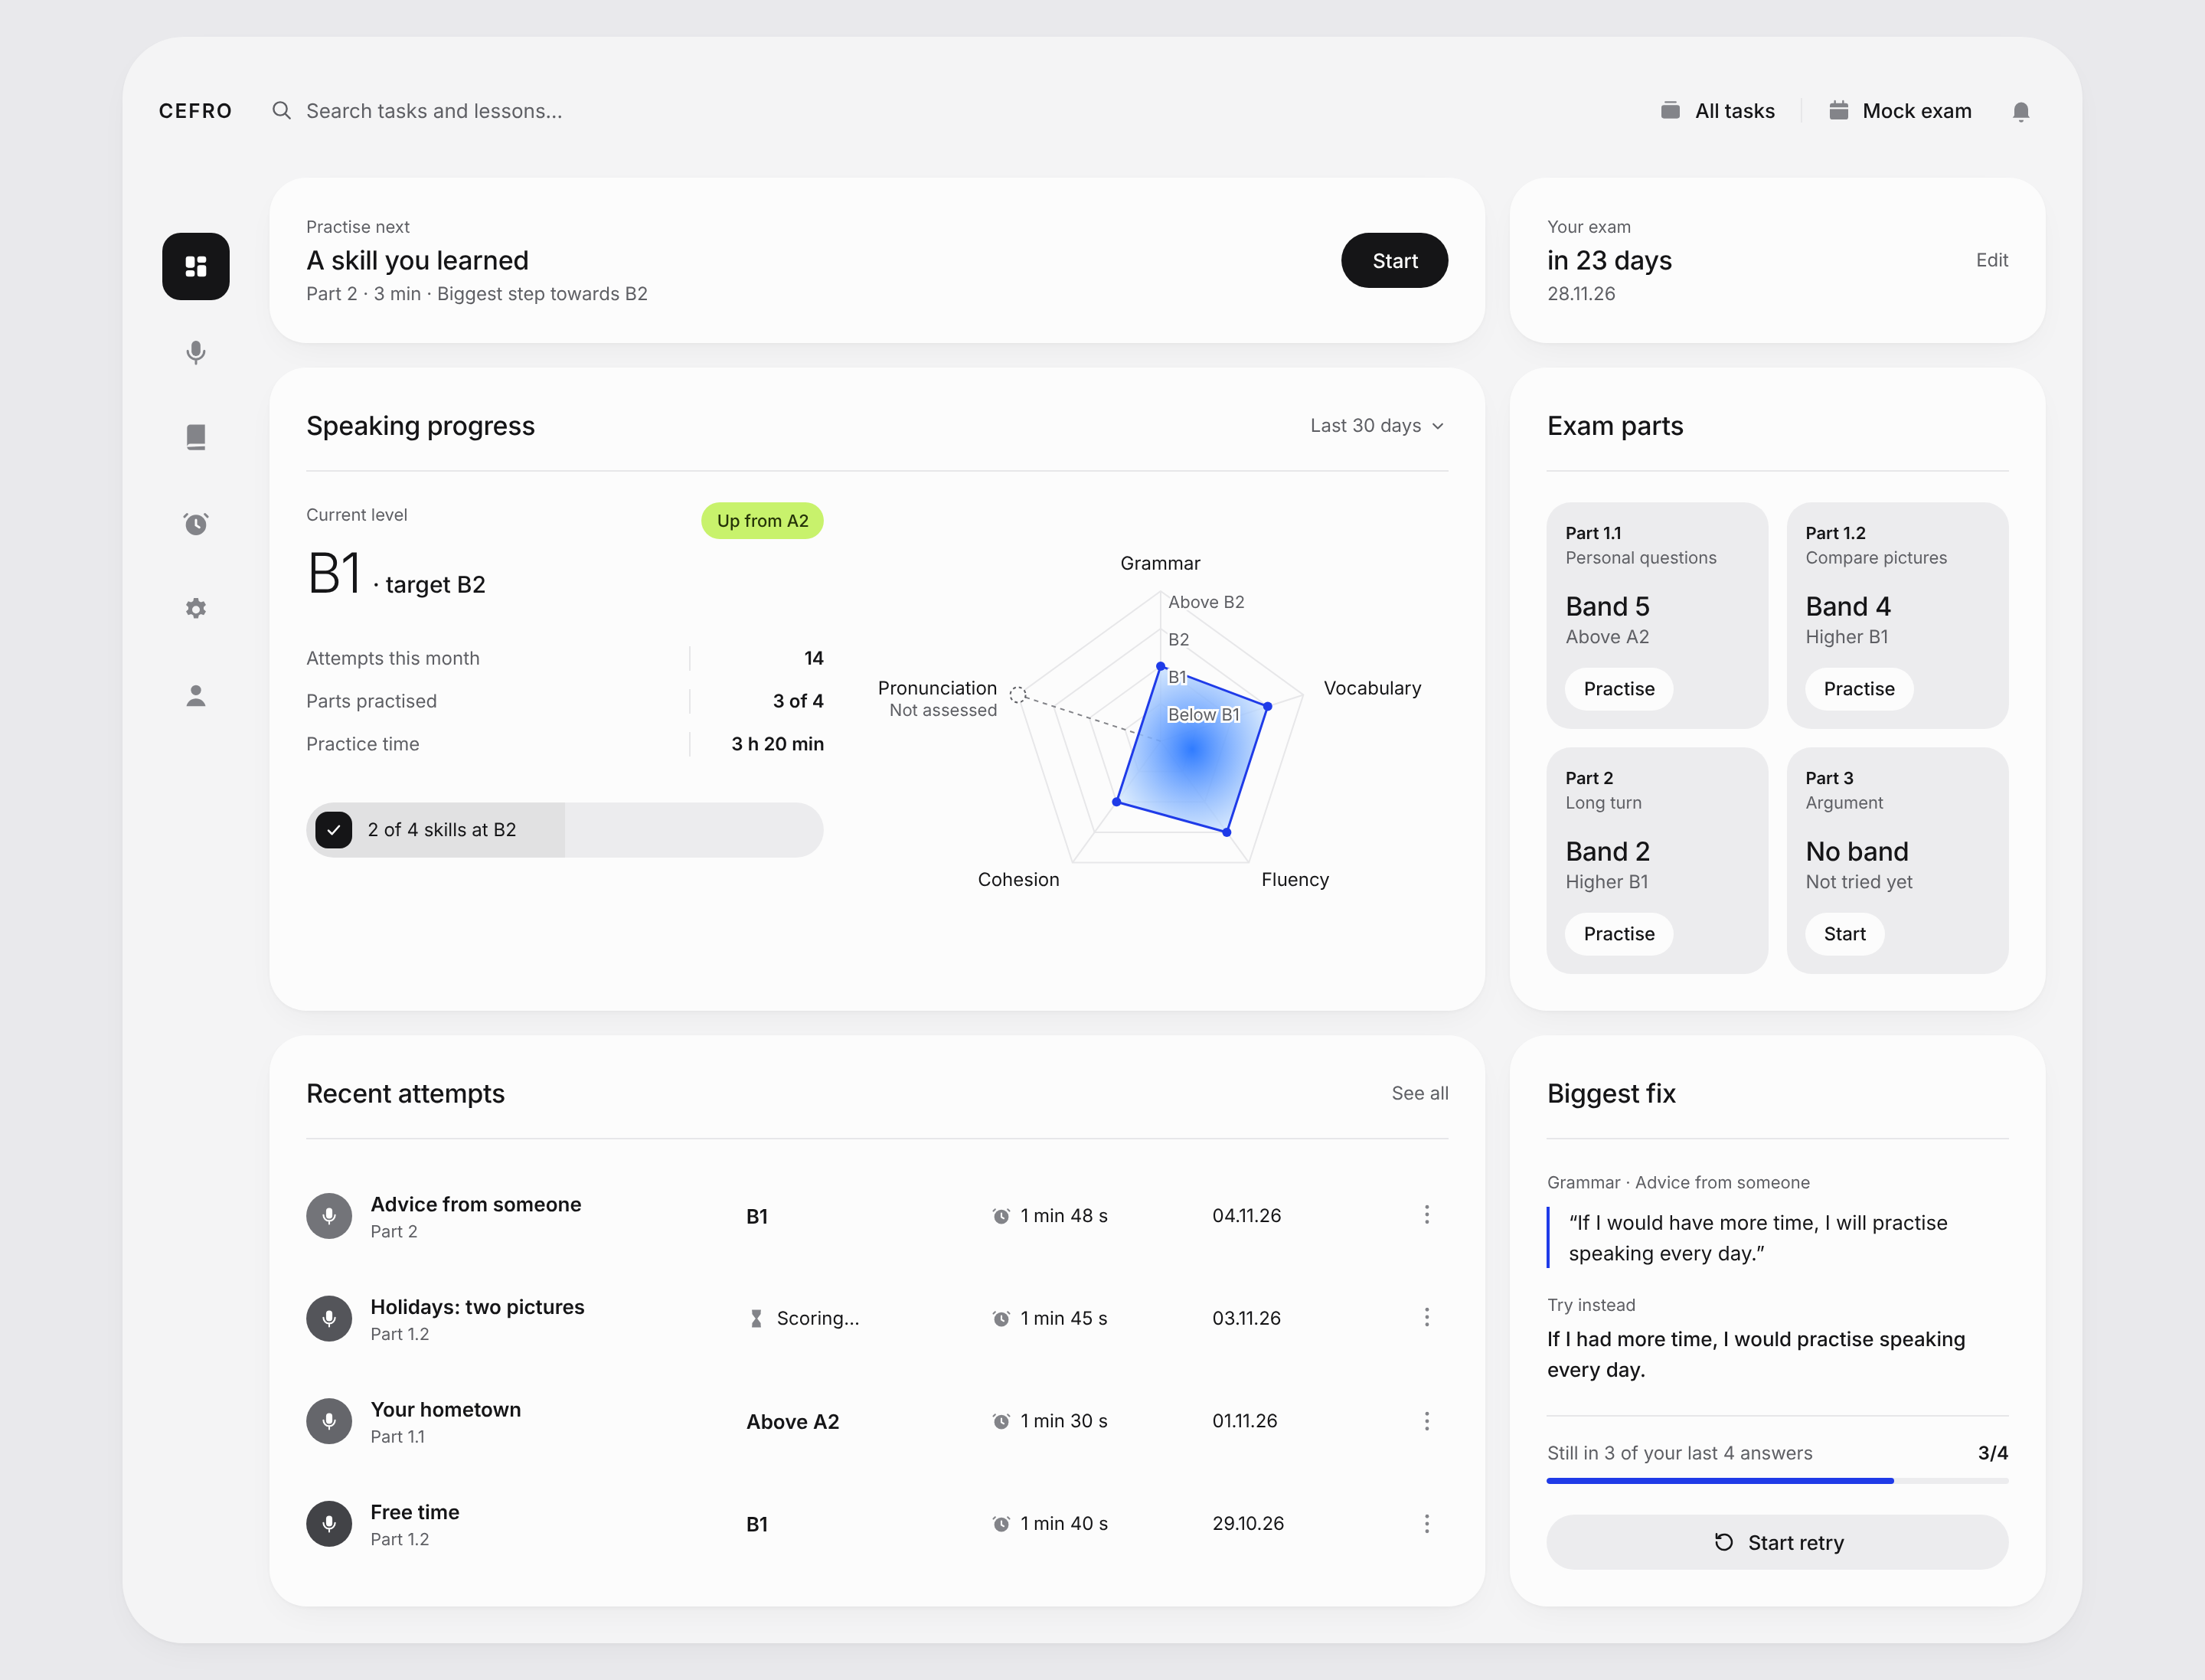 CEFRO
Search tasks and lessons...
All tasks
Mock exam
Practise next
A skill you learned
Part 2 · 3 min · Biggest step towards B2
Start
Your exam
in 23 days
28.11.26
Edit
Speaking progress
Last 30 days
Current level
Up from A2
B1 · target B2
Attempts this month 14
Parts practised 3 of 4
Practice time 3 h 20 min
2 of 4 skills at B2
Grammar
Above B2
B2
B1
Below B1
Pronunciation
Not assessed
Vocabulary
Cohesion
Fluency
Exam parts
Part 1.1
Personal questions
Band 5
Above A2
Practise
Part 1.2
Compare pictures
Band 4
Higher B1
Practise
Part 2
Long turn
Band 2
Higher B1
Practise
Part 3
Argument
No band
Not tried yet
Start
Recent attempts
See all
Advice from someone
Part 2
B1
1 min 48 s
04.11.26
Holidays: two pictures
Part 1.2
Scoring...
1 min 45 s
03.11.26
Your hometown
Part 1.1
Above A2
1 min 30 s
01.11.26
Free time
Part 1.2
B1
1 min 40 s
29.10.26
Biggest fix
Grammar · Advice from someone
“If I would have more time, I will practise
speaking every day.”
Try instead
If I had more time, I would practise speaking
every day.
Still in 3 of your last 4 answers
3/4
Start retry